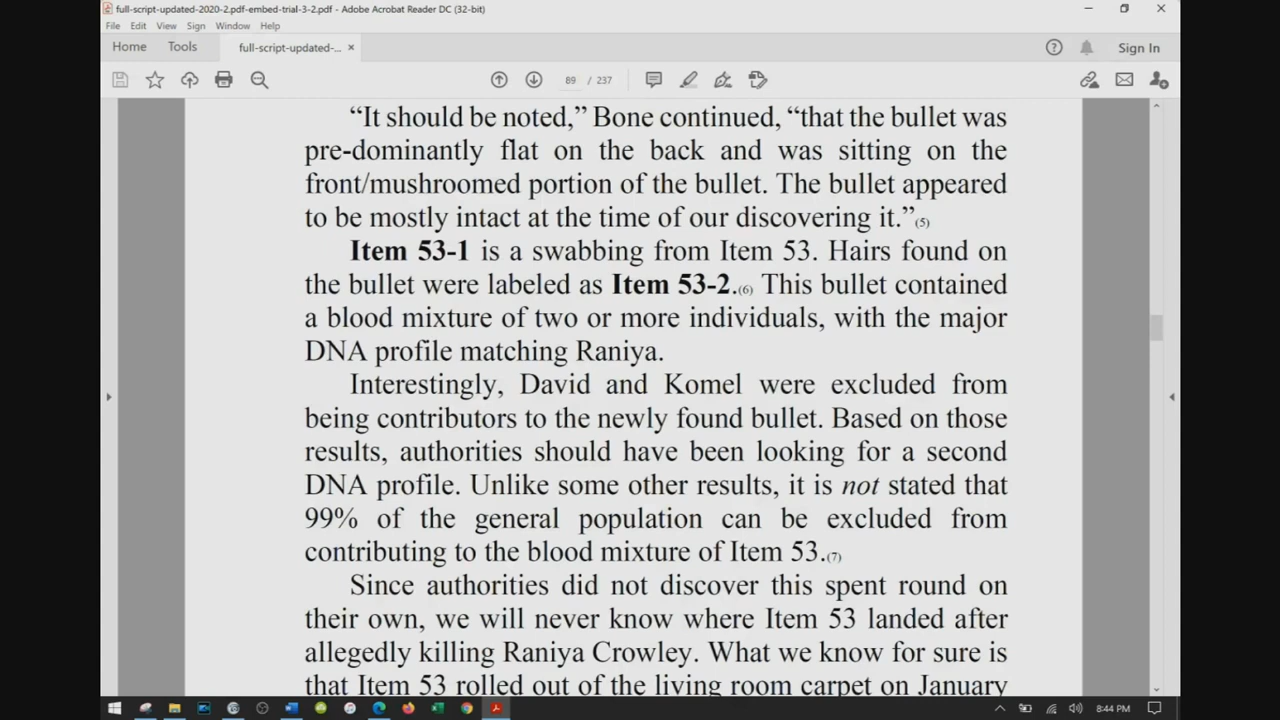 full-script-updated-2020-2.pdf-embed-trial-3-2.pdf - Adobe Acrobat Reader DC (32-bit)
File Edit View Sign Window Help
Home Tools full-script-updated-... × Sign In
89 / 237
“It should be noted,” Bone continued, “that the bullet was
pre-dominantly flat on the back and was sitting on the
front/mushroomed portion of the bullet. The bullet appeared
to be mostly intact at the time of our discovering it.”(5)
Item 53-1 is a swabbing from Item 53. Hairs found on
the bullet were labeled as Item 53-2.(6) This bullet contained
a blood mixture of two or more individuals, with the major
DNA profile matching Raniya.
Interestingly, David and Komel were excluded from
being contributors to the newly found bullet. Based on those
results, authorities should have been looking for a second
DNA profile. Unlike some other results, it is not stated that
99% of the general population can be excluded from
contributing to the blood mixture of Item 53.(7)
Since authorities did not discover this spent round on
their own, we will never know where Item 53 landed after
allegedly killing Raniya Crowley. What we know for sure is
that Item 53 rolled out of the living room carpet on January
8:44 PM